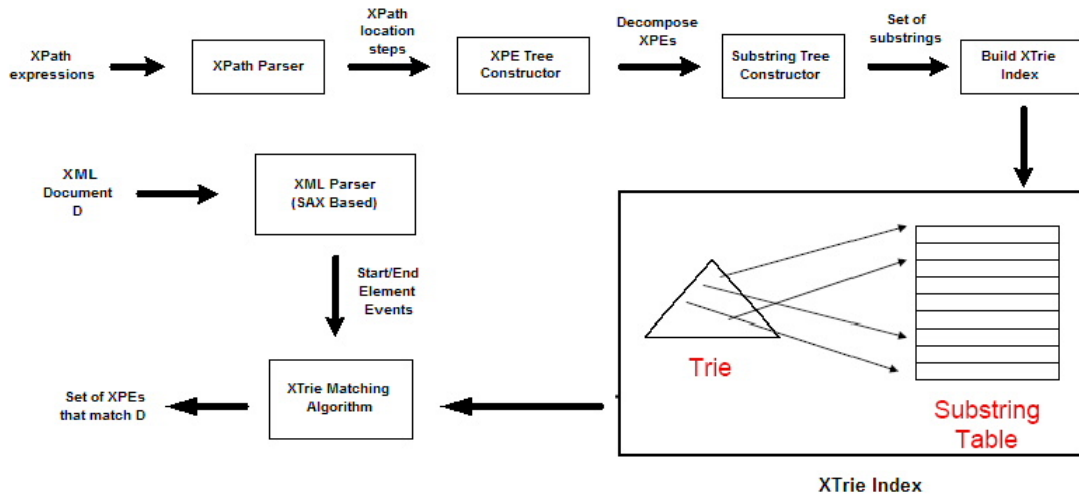 XPath
expressions
XPath Parser
XPath
location
steps
XPE Tree
Constructor
Decompose
XPEs
Substring Tree
Constructor
Set of
substrings
Build XTrie
Index
XML
Document
D
XML Parser
(SAX Based)
Start/End
Element
Events
Set of XPEs
that match D
XTrie Matching
Algorithm
Trie
Substring
Table
XTrie Index